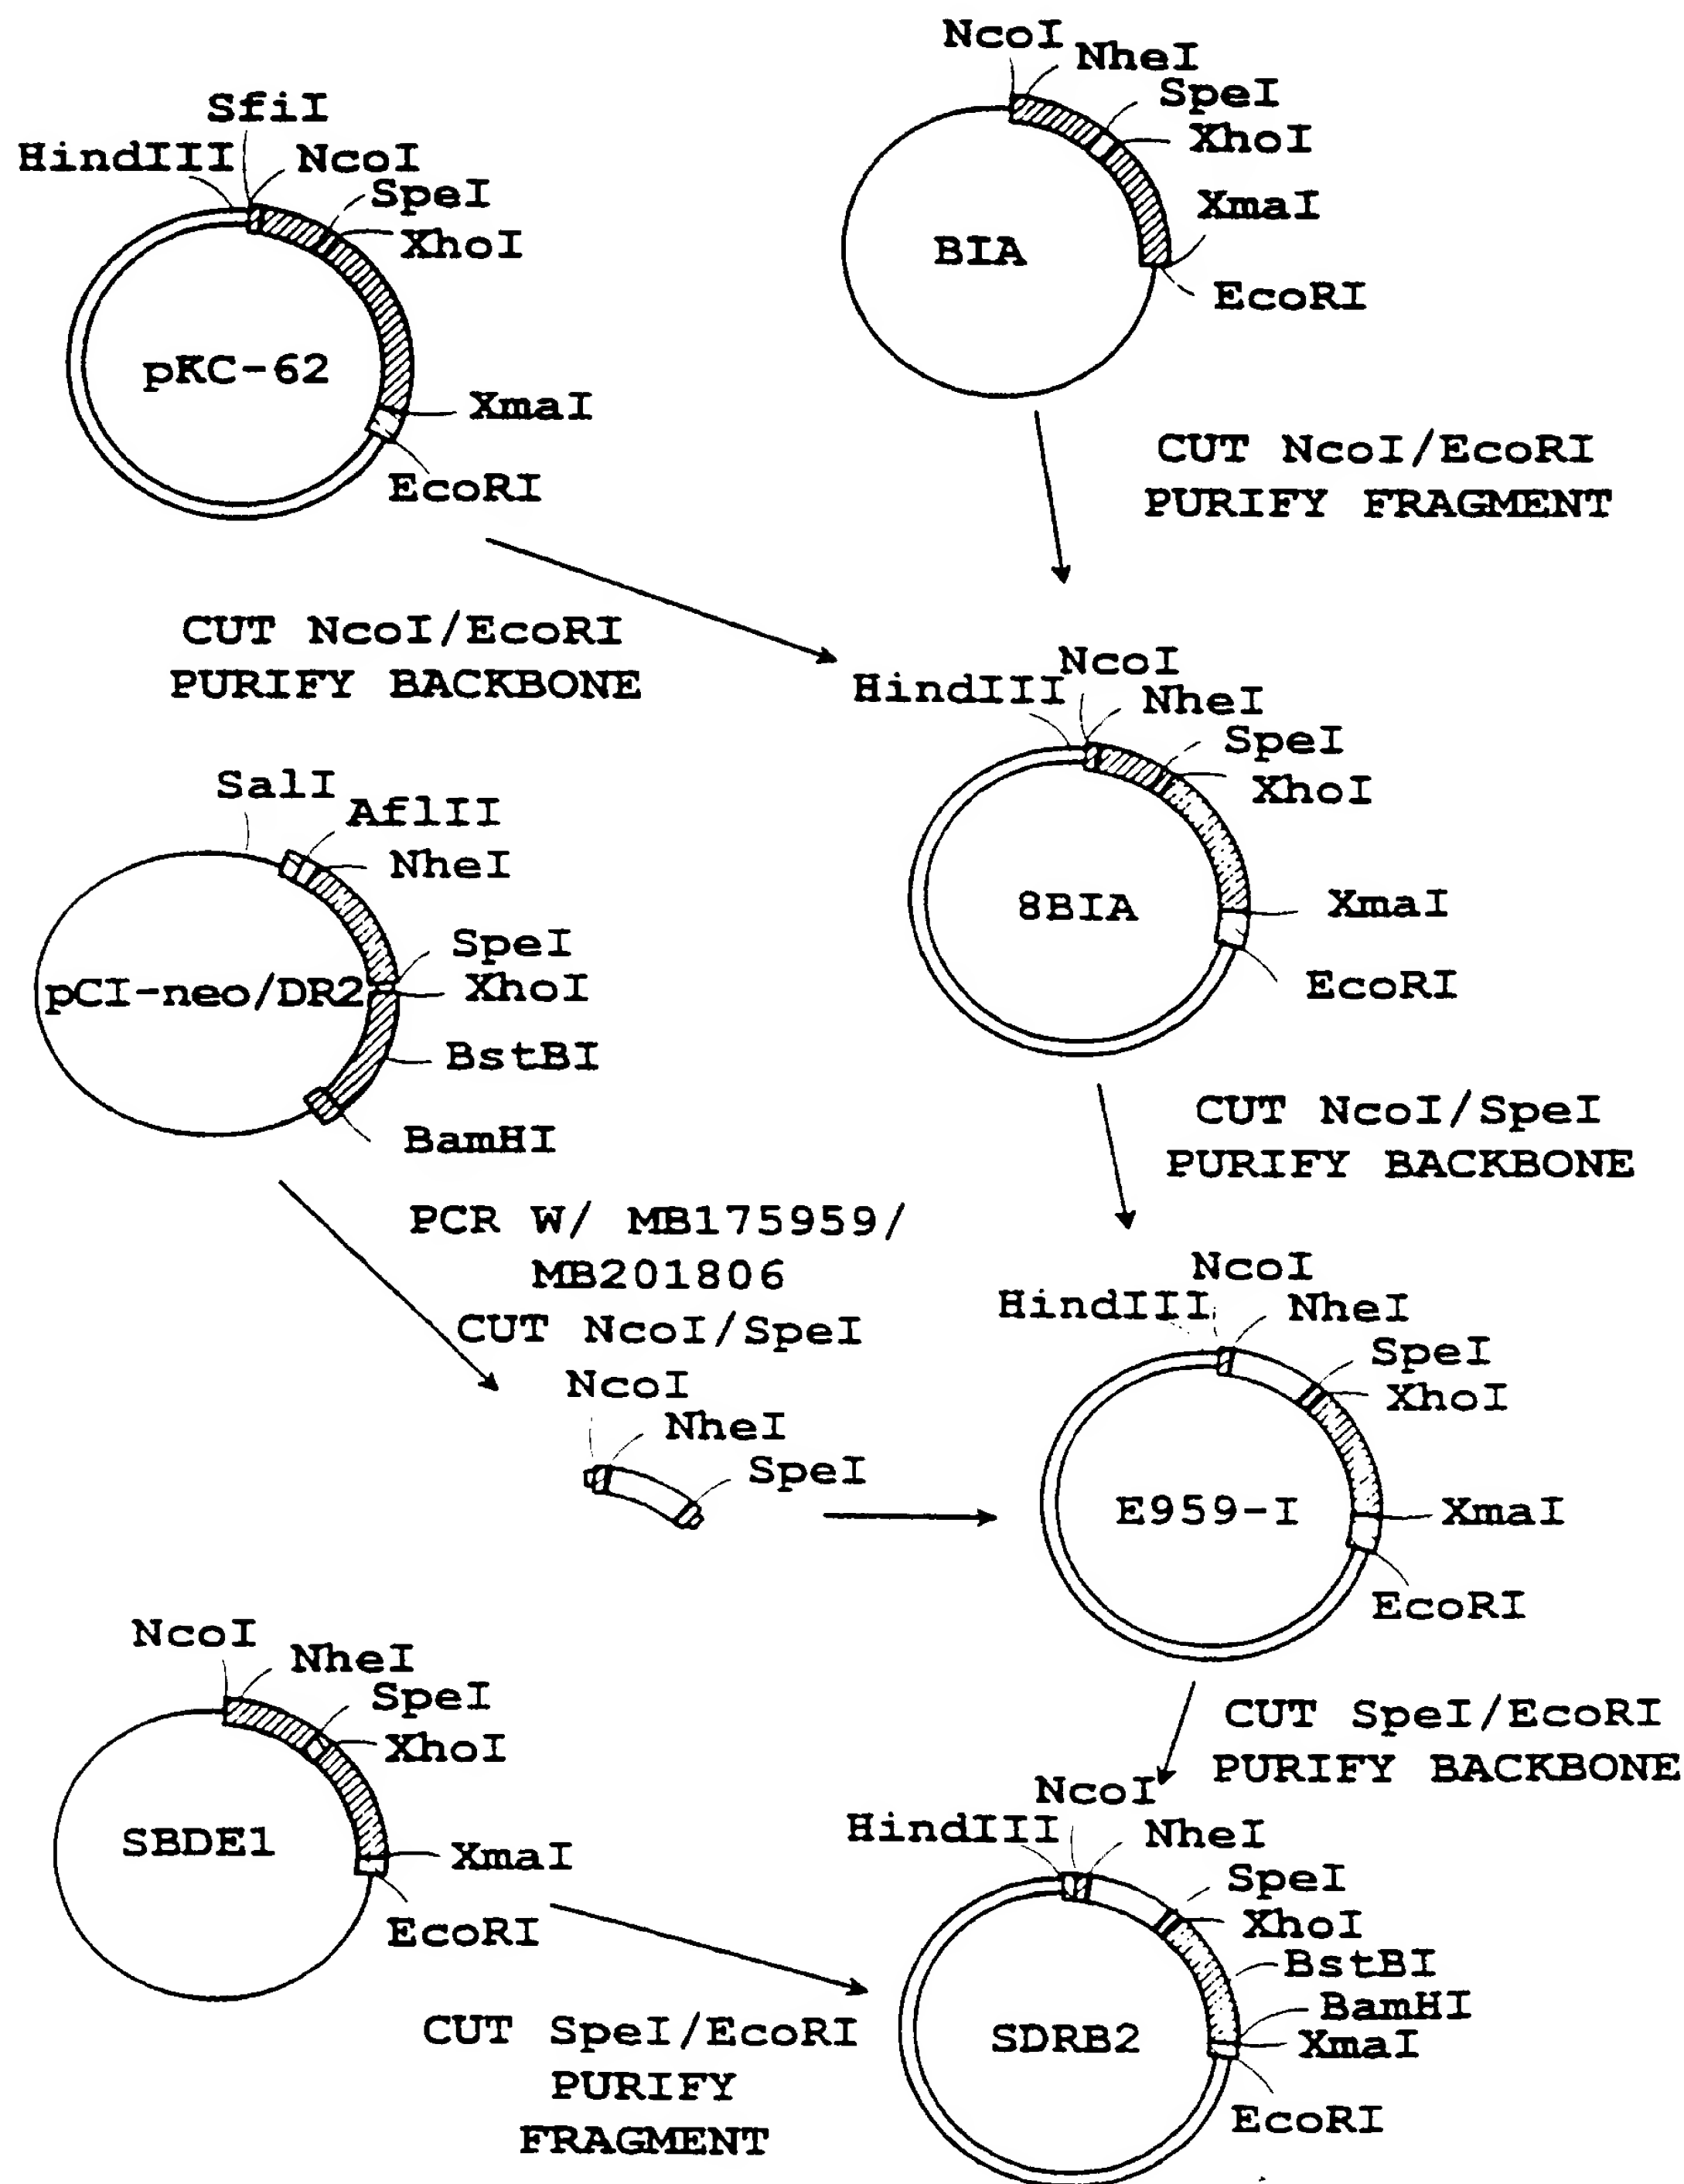 SfiI
HindIII
NcoI
SpeI
XhoI
pKC-62
XmaI
EcoRI
NcoI
NheI
SpeI
XhoI
XmaI
BIA
EcoRI
CUT NcoI/EcoRI
PURIFY FRAGMENT
CUT NcoI/EcoRI
PURIFY BACKBONE
NcoI
HindIII
NheI
SpeI
XhoI
8BIA
XmaI
EcoRI
SalI
AflII
NheI
SpeI
pCI-neo/DR2
XhoI
BstBI
BamHI
CUT NcoI/SpeI
PURIFY BACKBONE
PCR W/ MB175959/
MB201806
CUT NcoI/SpeI
NcoI
NheI
SpeI
NcoI
HindIII
NheI
SpeI
XhoI
E959-I
XmaI
EcoRI
NcoI
NheI
SpeI
XhoI
SBDE1
XmaI
EcoRI
CUT SpeI/EcoRI
PURIFY BACKBONE
CUT SpeI/EcoRI
PURIFY
FRAGMENT
NcoI
HindIII
NheI
SpeI
XhoI
BstBI
BamHI
SDRB2
XmaI
EcoRI